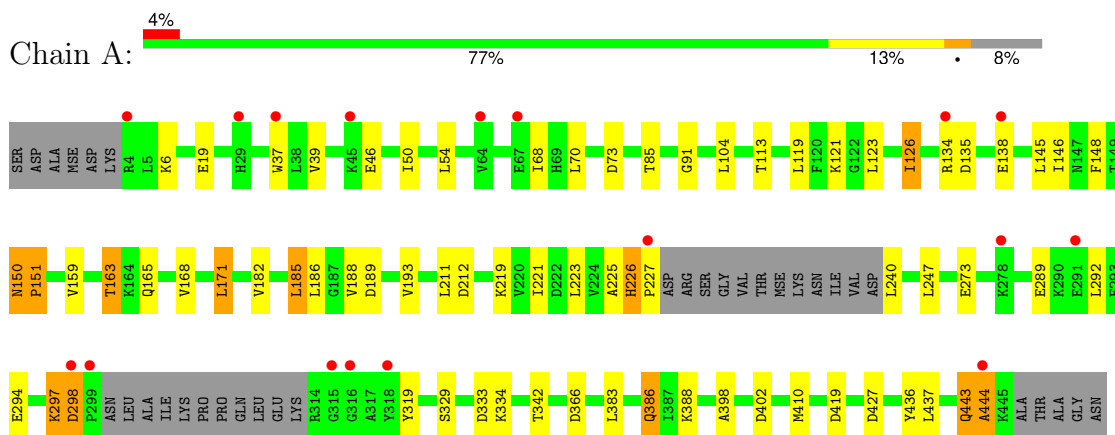 4%
Chain A:
77% 13% • 8%
SER ASP ALA MSE ASP LYS R4 L5 K6 E19 H29 W37 L38 V39 K45 E46 I50 L54 V64 E67 I68 H69 L70 D73 T85 G91 L104 T113 L119 F120 K121 G122 L123 I126 R134 D135 E138 L145 I146 N147 F148 T149
N150 P151 V159 T163 K164 Q165 V168 L171 V182 L185 L186 G187 V188 D189 V193 L211 D212 K219 V220 I221 D222 L223 V224 A225 H226 P227 ASP ARG SER GLY VAL THR MSE LYS ASN ILE VAL ASP L240 L247 E273 K278 E289 K290 E291 L292 E293
E294 K297 D298 P299 ASN LEU ALA ILE LYS PRO PRO GLN LEU GLU LYS R314 G315 G316 A317 Y318 Y319 S329 D333 K334 T342 D366 L383 Q386 I387 K388 A398 D402 M410 D419 D427 Y436 L437 Q443 A444 K445 ALA THR ALA GLY ASN